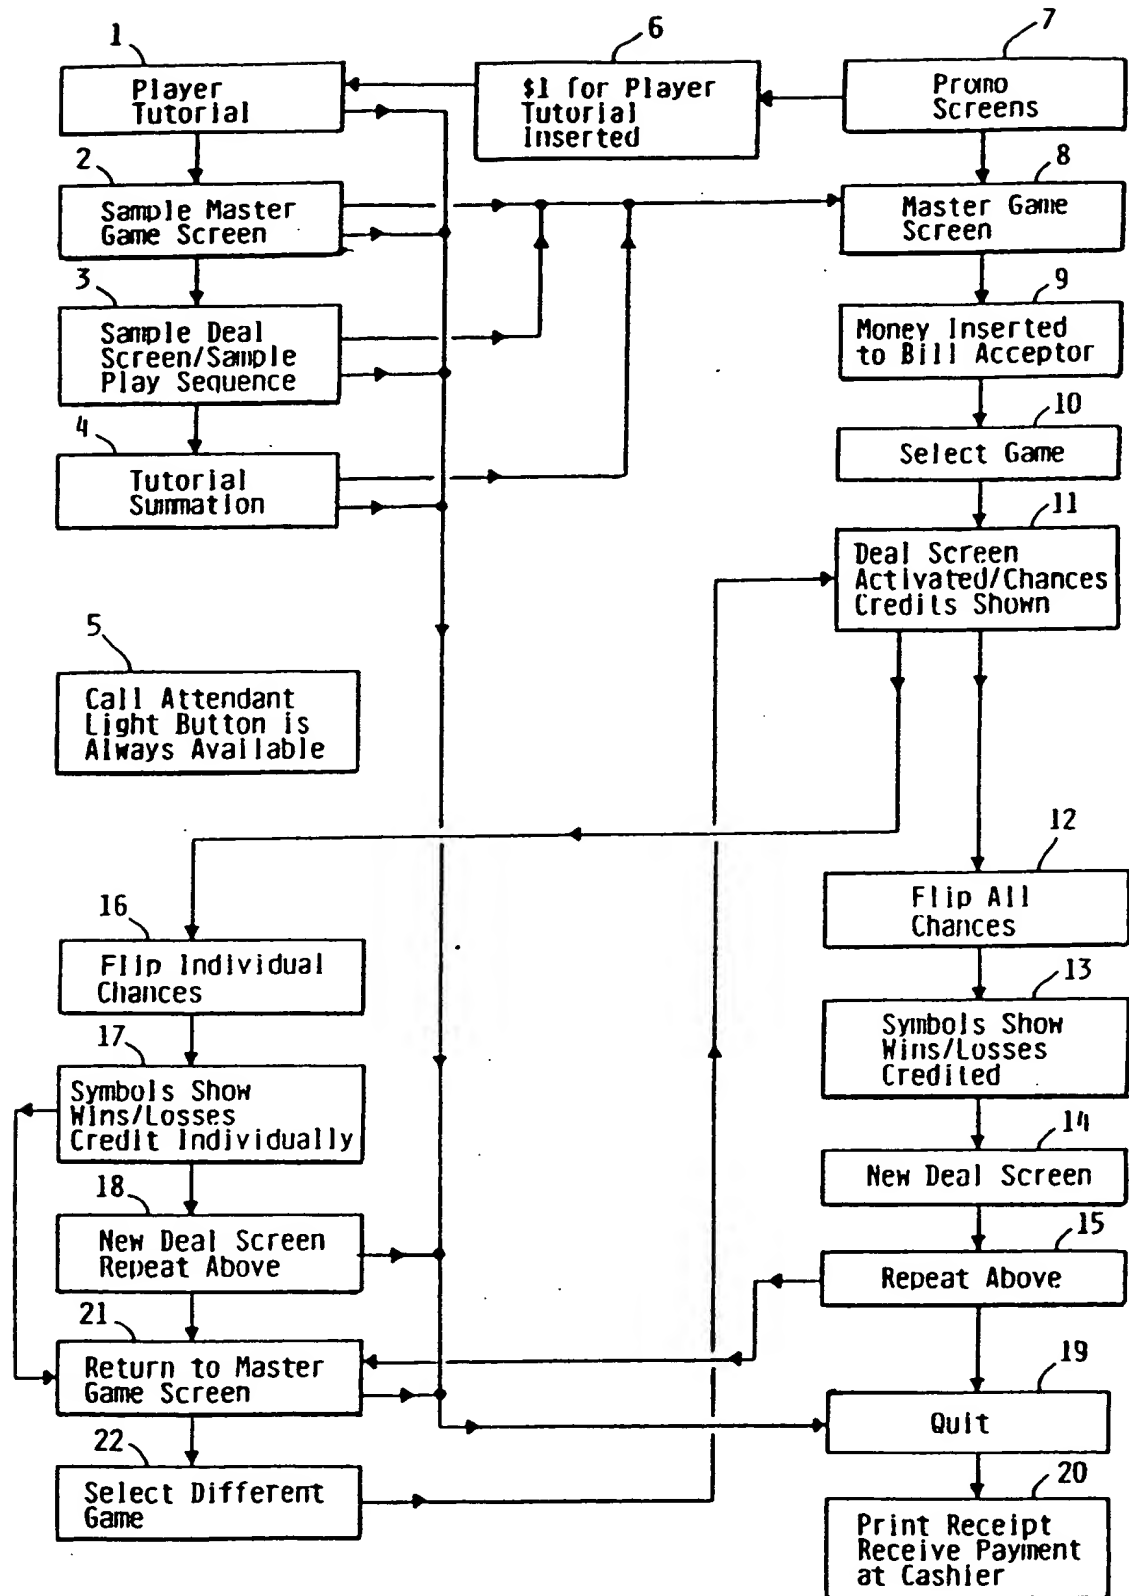 1
Player
Tutorial
6
$1 for Player
Tutorial
Inserted
7
Promo
Screens
2
Sample Master
Game Screen
8
Master Game
Screen
3
Sample Deal
Screen/Sample
Play Sequence
9
Money Inserted
to Bill Acceptor
4
Tutorial
Summation
10
Select Game
11
Deal Screen
Activated/Chances
Credits Shown
5
Call Attendant
Light Button is
Always Available
12
Flip All
Chances
16
Flip Individual
Chances
13
Symbols Show
Wins/Losses
Credited
17
Symbols Show
Wins/Losses
Credit Individually
14
New Deal Screen
18
New Deal Screen
Repeat Above
15
Repeat Above
21
Return to Master
Game Screen
19
Quit
22
Select Different
Game
20
Print Receipt
Receive Payment
at Cashier